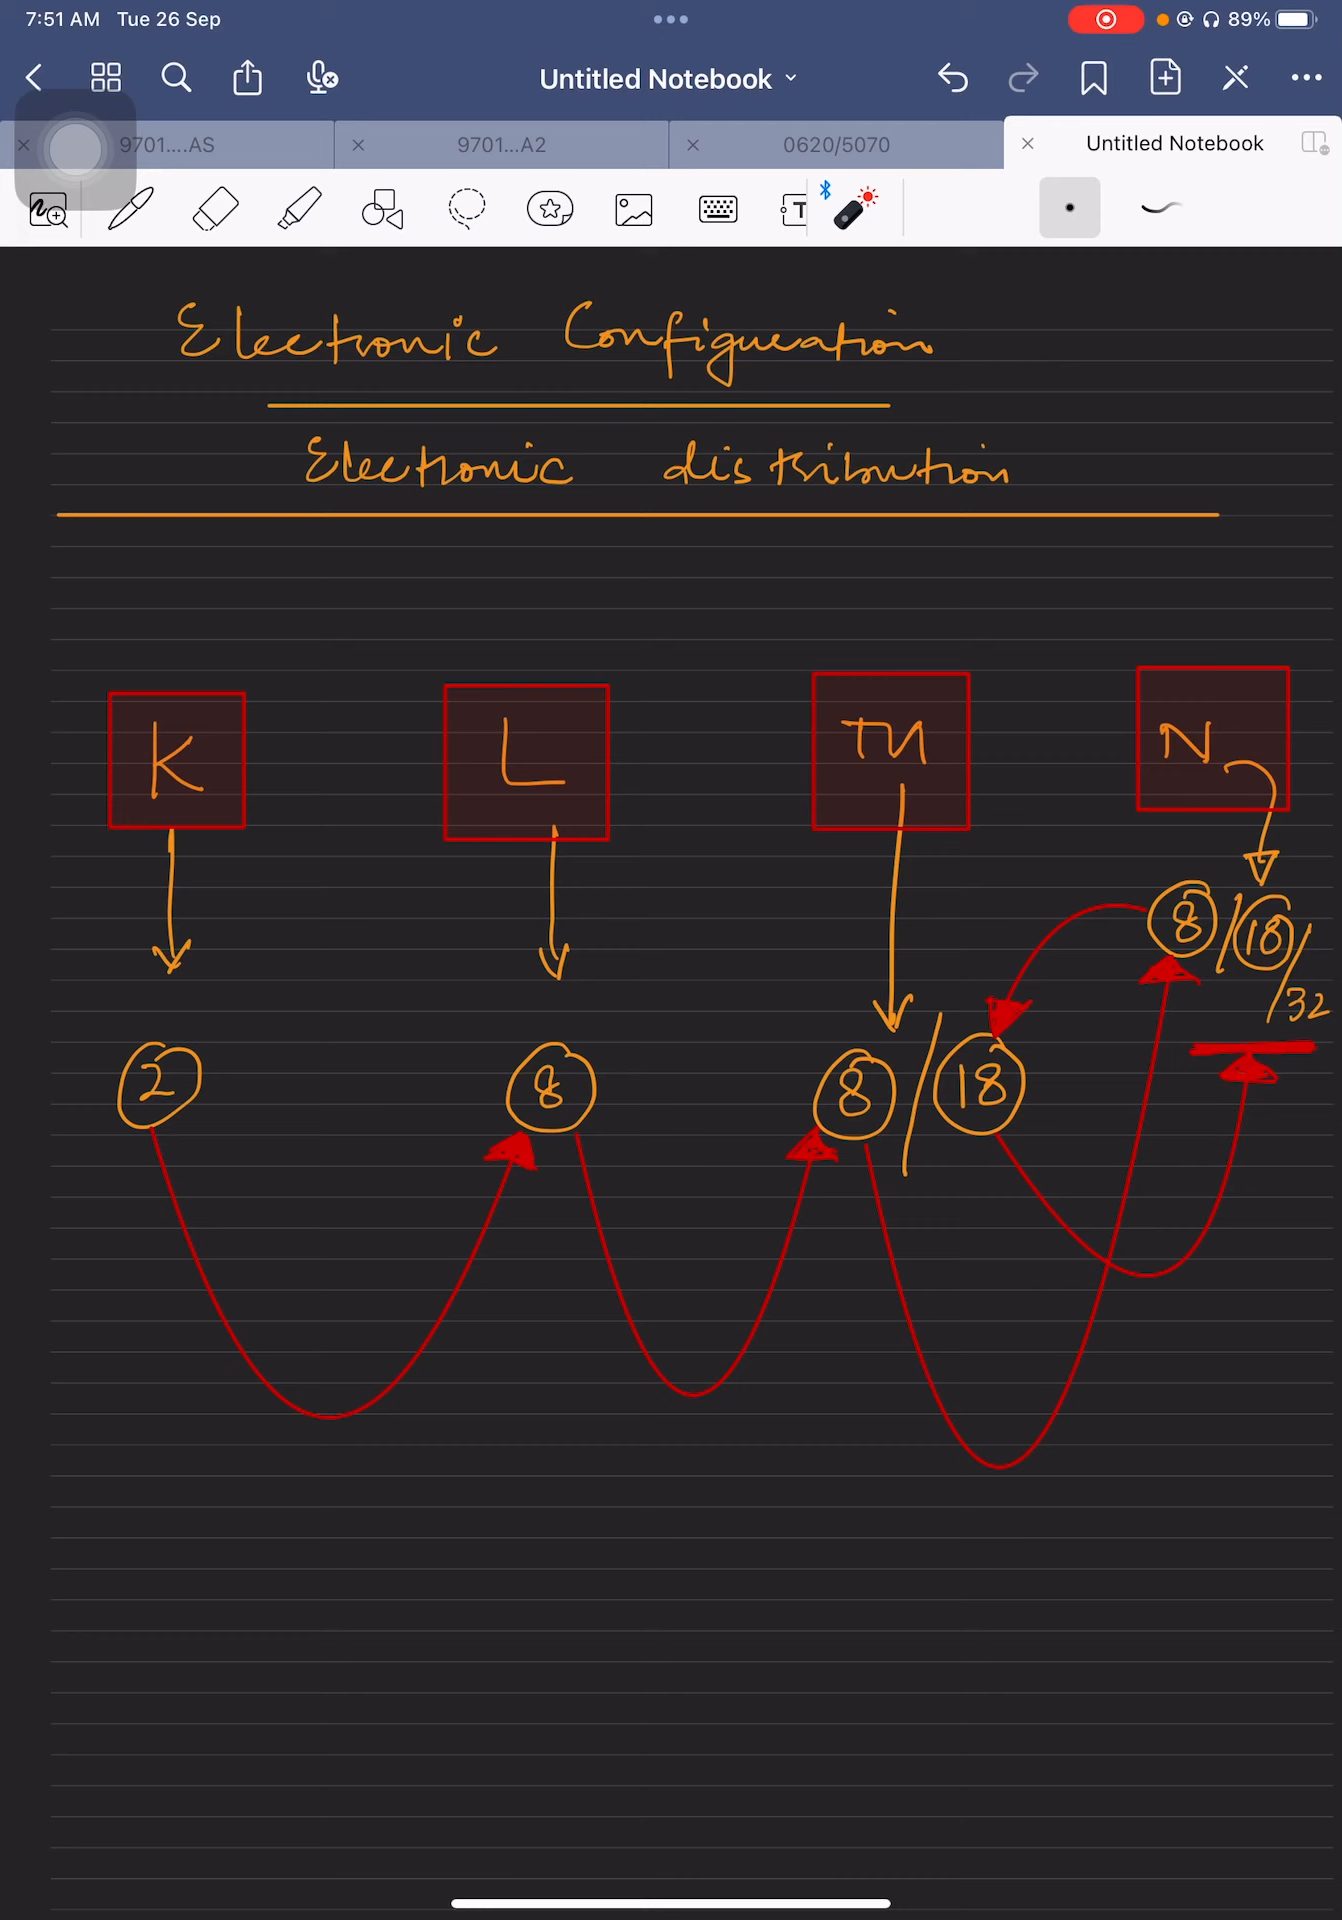 7:51 AM Tue 26 Sep 89%
Untitled Notebook
9701....AS 9701...A2 0620/5070 Untitled Notebook
T
Electronic Configuration
Electronic distribution
K L M N
8/18/32
2 8 8/18